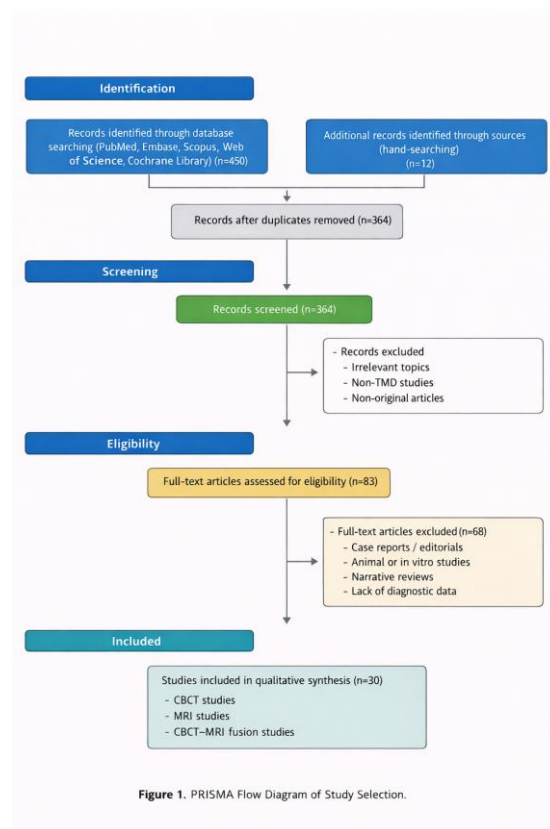 Identification
Records identified through database
searching (PubMed, Embase, Scopus, Web
of Science, Cochrane Library) (n=450)
Additional records identified through sources
(hand-searching)
(n=12)
Records after duplicates removed (n=364)
Screening
Records screened (n=364)
- Records excluded
- Irrelevant topics
- Non-TMD studies
- Non-original articles
Eligibility
Full-text articles assessed for eligibility (n=83)
- Full-text articles excluded (n=68)
- Case reports / editorials
- Animal or in vitro studies
- Narrative reviews
- Lack of diagnostic data
Included
Studies included in qualitative synthesis (n=30)
- CBCT studies
- MRI studies
- CBCT–MRI fusion studies
Figure 1. PRISMA Flow Diagram of Study Selection.